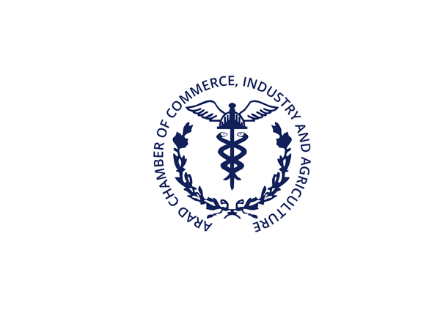 ARAD CHAMBER OF COMMERCE, INDUSTRY AND AGRICULTURE